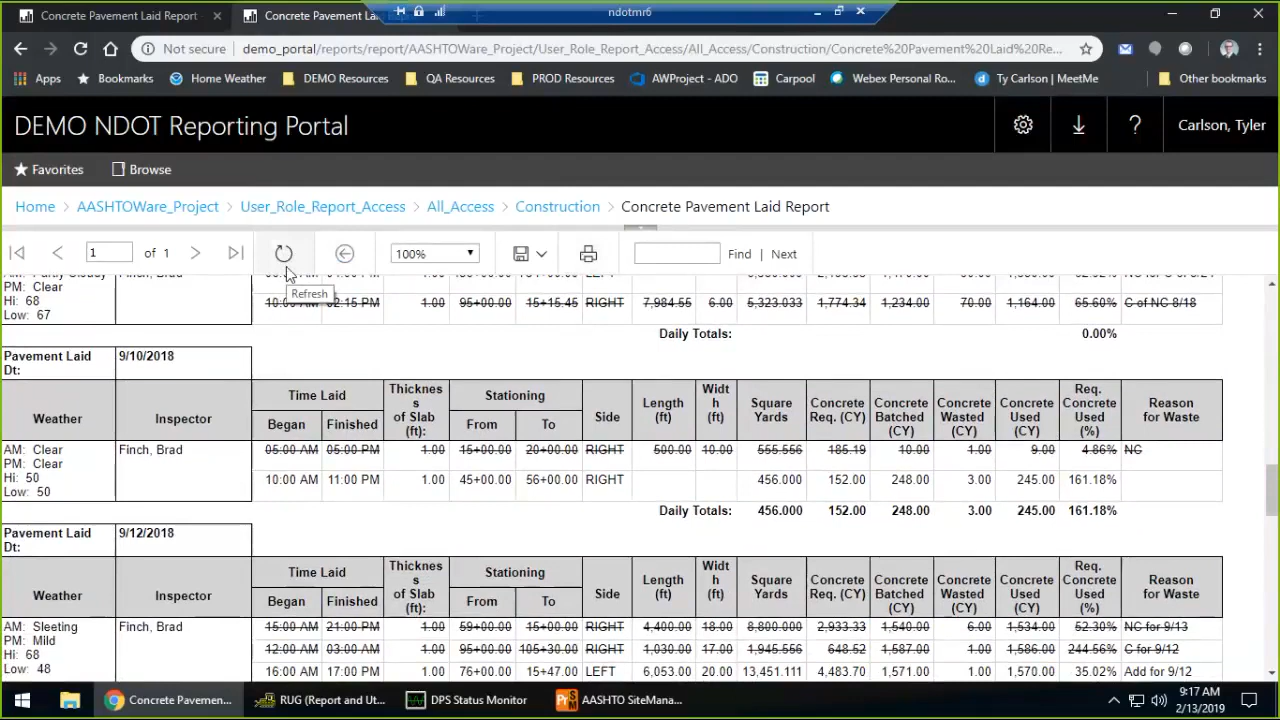 Concrete Pavement Laid Report
Concrete Pavement La
ndotmr6
Not secure demo_portal/reports/report/AASHTOWare_Project/User_Role_Report_Access/All_Access/Construction/Concrete%20Pavement%20Laid%20Re...
Apps Bookmarks Home Weather DEMO Resources QA Resources PROD Resources AWProject - ADO Carpool Webex Personal Ro... Ty Carlson | MeetMe Other bookmarks
DEMO NDOT Reporting Portal
? Carlson, Tyler
Favorites Browse
Home > AASHTOWare_Project > User_Role_Report_Access > All_Access > Construction > Concrete Pavement Laid Report
1 of 1 100% Find | Next
Refresh
PM: Clear
Hi: 68
Low: 67
02:15 PM 1.00 95+00.00 15+15.45 RIGHT 7,984.55 6.00 5,323.033 1,774.34 1,234.00 70.00 1,164.00 65.60% C of NC 8/18
Daily Totals: 0.00%
Pavement Laid
Dt:
9/10/2018
Weather
Inspector
Time Laid
Began Finished
Thicknes
s
of Slab
(ft):
Stationing
From To
Side
Length
(ft)
Widt
h
(ft)
Square
Yards
Concrete
Req. (CY)
Concrete
Batched
(CY)
Concrete
Wasted
(CY)
Concrete
Used
(CY)
Req.
Concrete
Used
(%)
Reason
for Waste
AM: Clear
PM: Clear
Hi: 50
Low: 50
Finch, Brad
05:00 AM 05:00 PM 1.00 15+00.00 20+00.00 RIGHT 500.00 10.00 555.556 185.19 10.00 1.00 9.00 4.86% NC
10:00 AM 11:00 PM 1.00 45+00.00 56+00.00 RIGHT 456.000 152.00 248.00 3.00 245.00 161.18%
Daily Totals: 456.000 152.00 248.00 3.00 245.00 161.18%
Pavement Laid
Dt:
9/12/2018
Weather
Inspector
Time Laid
Began Finished
Thicknes
s
of Slab
(ft):
Stationing
From To
Side
Length
(ft)
Widt
h
(ft)
Square
Yards
Concrete
Req. (CY)
Concrete
Batched
(CY)
Concrete
Wasted
(CY)
Concrete
Used
(CY)
Req.
Concrete
Used
(%)
Reason
for Waste
AM: Sleeting
PM: Mild
Hi: 68
Low: 48
Finch, Brad
15:00 AM 21:00 PM 1.00 59+00.00 15+00.00 RIGHT 4,400.00 18.00 8,800.000 2,933.33 1,540.00 6.00 1,534.00 52.30% NC for 9/13
12:00 AM 03:00 AM 1.00 95+00.00 105+30.00 RIGHT 1,030.00 17.00 1,945.556 648.52 1,587.00 1.00 1,586.00 244.56% C for 9/12
16:00 AM 17:00 PM 1.00 76+00.00 15+47.00 LEFT 6,053.00 20.00 13,451.111 4,483.70 1,571.00 1.00 1,570.00 35.02% Add for 9/12
Concrete Pavemen... RUG (Report and Ut... DPS Status Monitor AASHTO SiteMana...
9:17 AM
2/13/2019